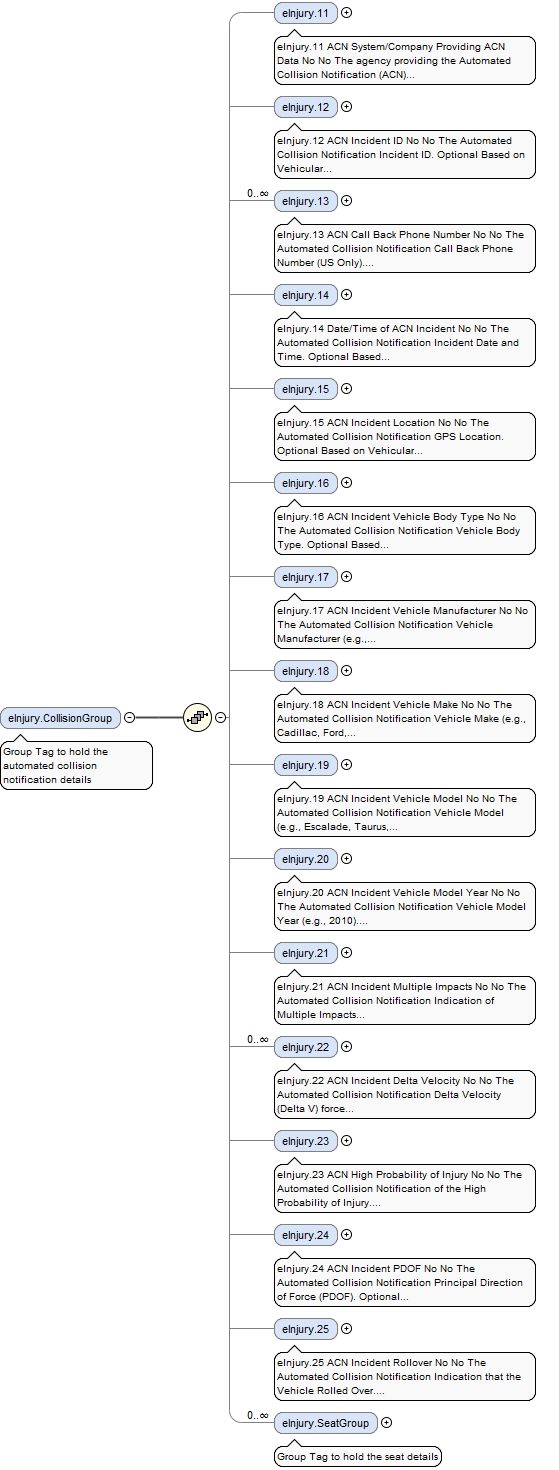 eInjury.11
eInjury.11 ACN System/Company Providing ACN
Data No No The agency providing the Automated
Collision Notification (ACN)...
eInjury.12
eInjury.12 ACN Incident ID No No The Automated
Collision Notification Incident ID. Optional Based on
Vehicular...
0..∞
eInjury.13
eInjury.13 ACN Call Back Phone Number No No The
Automated Collision Notification Call Back Phone
Number (US Only)....
eInjury.14
eInjury.14 Date/Time of ACN Incident No No The
Automated Collision Notification Incident Date and
Time. Optional Based...
eInjury.15
eInjury.15 ACN Incident Location No No The
Automated Collision Notification GPS Location.
Optional Based on Vehicular...
eInjury.16
eInjury.16 ACN Incident Vehicle Body Type No No
The Automated Collision Notification Vehicle Body
Type. Optional Based...
eInjury.17
eInjury.17 ACN Incident Vehicle Manufacturer No No
The Automated Collision Notification Vehicle
Manufacturer (e.g.,...
eInjury.18
eInjury.18 ACN Incident Vehicle Make No No The
Automated Collision Notification Vehicle Make (e.g.,
Cadillac, Ford,...
eInjury.CollisionGroup
Group Tag to hold the
automated collision
notification details
eInjury.19
eInjury.19 ACN Incident Vehicle Model No No The
Automated Collision Notification Vehicle Model
(e.g., Escalade, Taurus,...
eInjury.20
eInjury.20 ACN Incident Vehicle Model Year No No
The Automated Collision Notification Vehicle Model
Year (e.g., 2010)....
eInjury.21
eInjury.21 ACN Incident Multiple Impacts No No The
Automated Collision Notification Indication of
Multiple Impacts...
0..∞
eInjury.22
eInjury.22 ACN Incident Delta Velocity No No The
Automated Collision Notification Delta Velocity
(Delta V) force...
eInjury.23
eInjury.23 ACN High Probability of Injury No No The
Automated Collision Notification of the High
Probability of Injury....
eInjury.24
eInjury.24 ACN Incident PDOF No No The
Automated Collision Notification Principal Direction
of Force (PDOF). Optional...
eInjury.25
eInjury.25 ACN Incident Rollover No No The
Automated Collision Notification Indication that the
Vehicle Rolled Over....
0..∞
eInjury.SeatGroup
Group Tag to hold the seat details